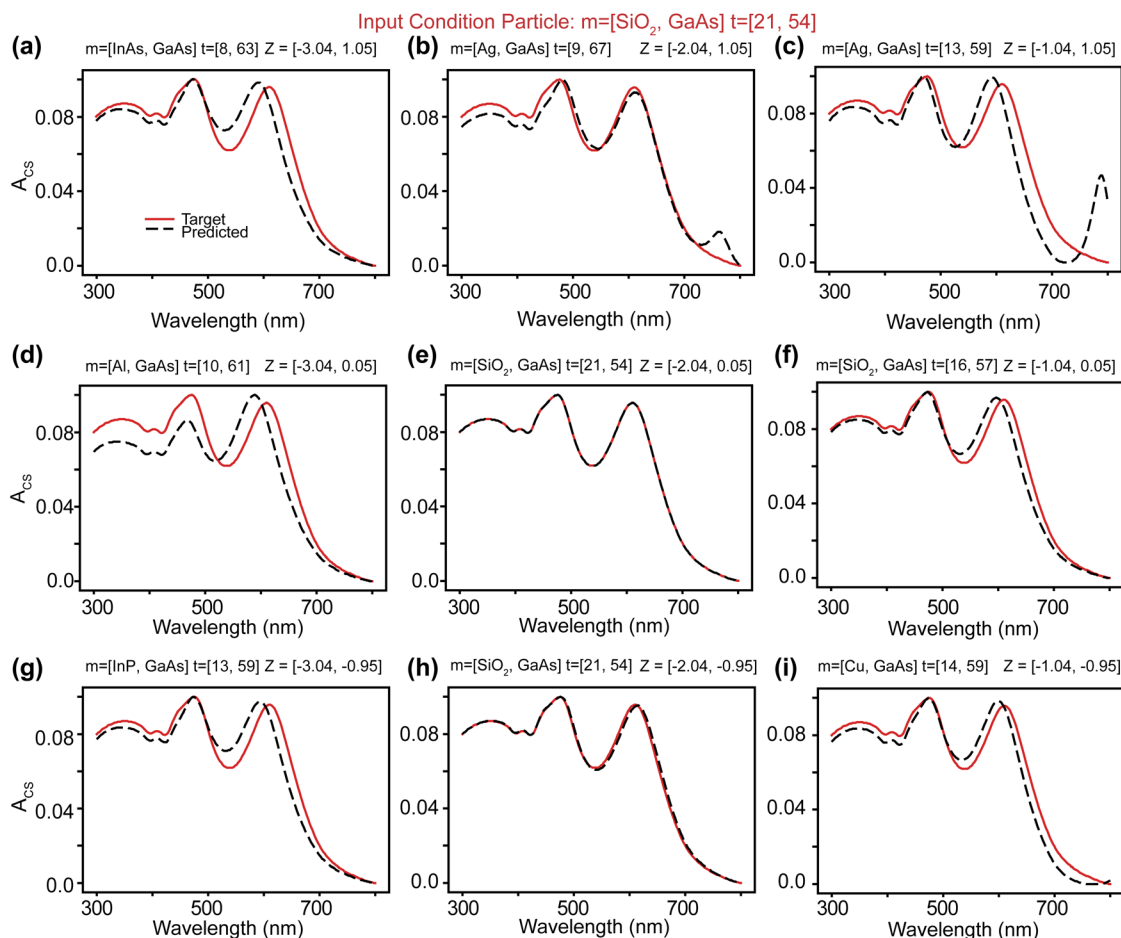 Input Condition Particle: m=[SiO2, GaAs] t=[21, 54]
(a) m=[InAs, GaAs] t=[8, 63] Z = [-3.04, 1.05]
0.08
0.04
0.0
ACS
Target
Predicted
300 500 700
Wavelength (nm)
(b) m=[Ag, GaAs] t=[9, 67] Z = [-2.04, 1.05]
300 500 700
Wavelength (nm)
(c) m=[Ag, GaAs] t=[13, 59] Z = [-1.04, 1.05]
0.08
0.04
0.0
300 500 700
Wavelength (nm)
(d) m=[Al, GaAs] t=[10, 61] Z = [-3.04, 0.05]
0.08
0.04
0.0
ACS
300 500 700
Wavelength (nm)
(e) m=[SiO2, GaAs] t=[21, 54] Z = [-2.04, 0.05]
0.08
0.04
0.0
300 500 700
Wavelength (nm)
(f) m=[SiO2, GaAs] t=[16, 57] Z = [-1.04, 0.05]
0.08
0.04
0.0
300 500 700
Wavelength (nm)
(g) m=[InP, GaAs] t=[13, 59] Z = [-3.04, -0.95]
0.08
0.04
0.0
ACS
300 500 700
Wavelength (nm)
(h) m=[SiO2, GaAs] t=[21, 54] Z = [-2.04, -0.95]
0.08
0.04
0.0
300 500 700
Wavelength (nm)
(i) m=[Cu, GaAs] t=[14, 59] Z = [-1.04, -0.95]
0.08
0.04
0.0
300 500 700
Wavelength (nm)